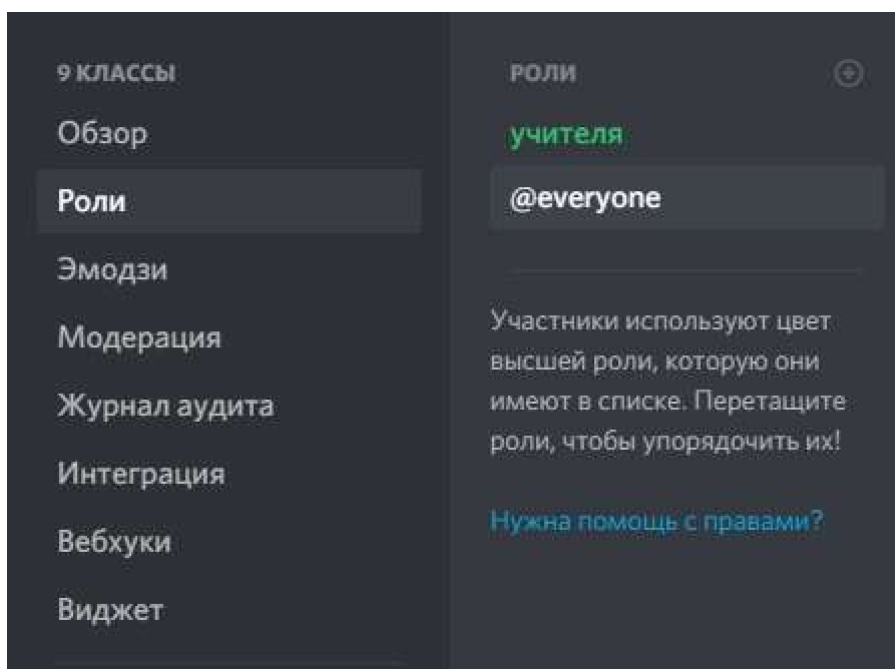 9 КЛАССЫ
Обзор
Роли
Эмодзи
Модерация
Журнал аудита
Интеграция
Вебхуки
Виджет
РОЛИ
учителя
@everyone
Участники используют цвет
высшей роли, которую они
имеют в списке. Перетащите
роли, чтобы упорядочить их!
Нужна помощь с правами?